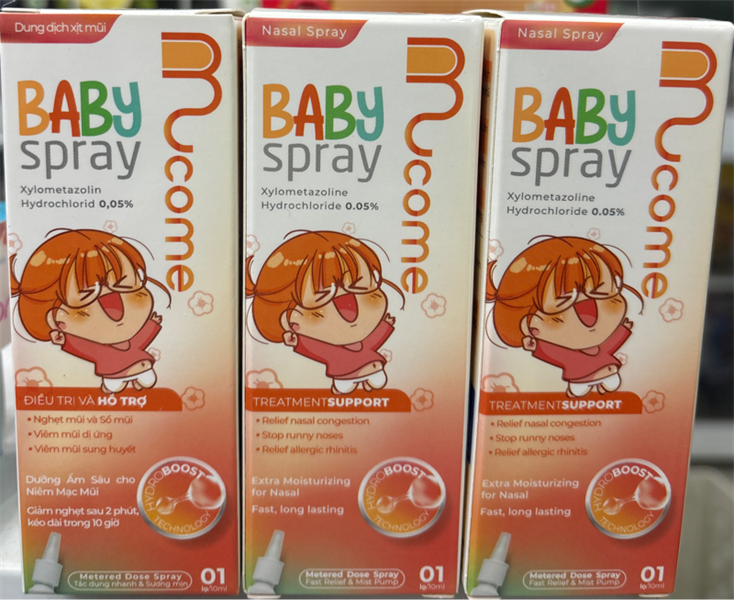 Dung dịch xịt mũi
BABY
spray
Mucome
Xylometazolin
Hydrochlorid 0,05%
ĐIỀU TRỊ VÀ HỖ TRỢ
• Nghẹt mũi và Sổ mũi
• Viêm mũi dị ứng
• Viêm mũi sung huyết
Dưỡng Ẩm Sâu cho
Niêm Mạc Mũi
Giảm nghẹt sau 2 phút,
kéo dài trong 10 giờ
HYDROBOOST
TECHNOLOGY
Metered Dose Spray
Tác dụng nhanh & Sương mịn
01
lọ/10ml
Nasal Spray
BABY
spray
Mucome
Xylometazoline
Hydrochloride 0.05%
TREATMENTSUPPORT
• Relief nasal congestion
• Stop runny noses
• Relief allergic rhinitis
Extra Moisturizing
for Nasal
Fast, long lasting
HYDROBOOST
TECHNOLOGY
Metered Dose Spray
Fast Relief & Mist Pump
01
lọ/10ml
Nasal Spray
BABY
spray
Mucome
Xylometazoline
Hydrochloride 0.05%
TREATMENTSUPPORT
• Relief nasal congestion
• Stop runny noses
• Relief allergic rhinitis
Extra Moisturizing
for Nasal
Fast, long lasting
HYDROBOOST
TECHNOLOGY
Metered Dose Spray
Fast Relief & Mist Pump
01
lọ/10ml